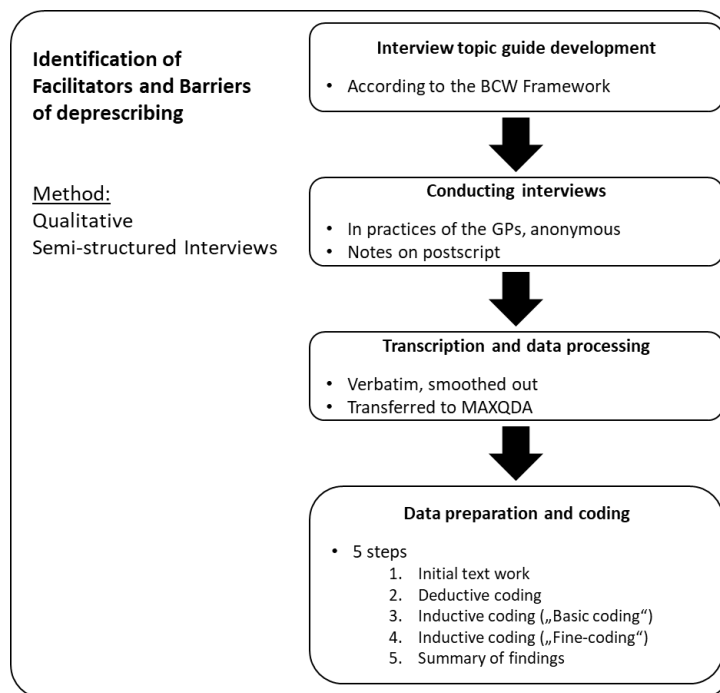 Identification of
Facilitators and Barriers
of deprescribing
Method:
Qualitative
Semi-structured Interviews
Interview topic guide development
• According to the BCW Framework
Conducting interviews
• In practices of the GPs, anonymous
• Notes on postscript
Transcription and data processing
• Verbatim, smoothed out
• Transferred to MAXQDA
Data preparation and coding
• 5 steps
1. Initial text work
2. Deductive coding
3. Inductive coding („Basic coding“)
4. Inductive coding („Fine-coding“)
5. Summary of findings